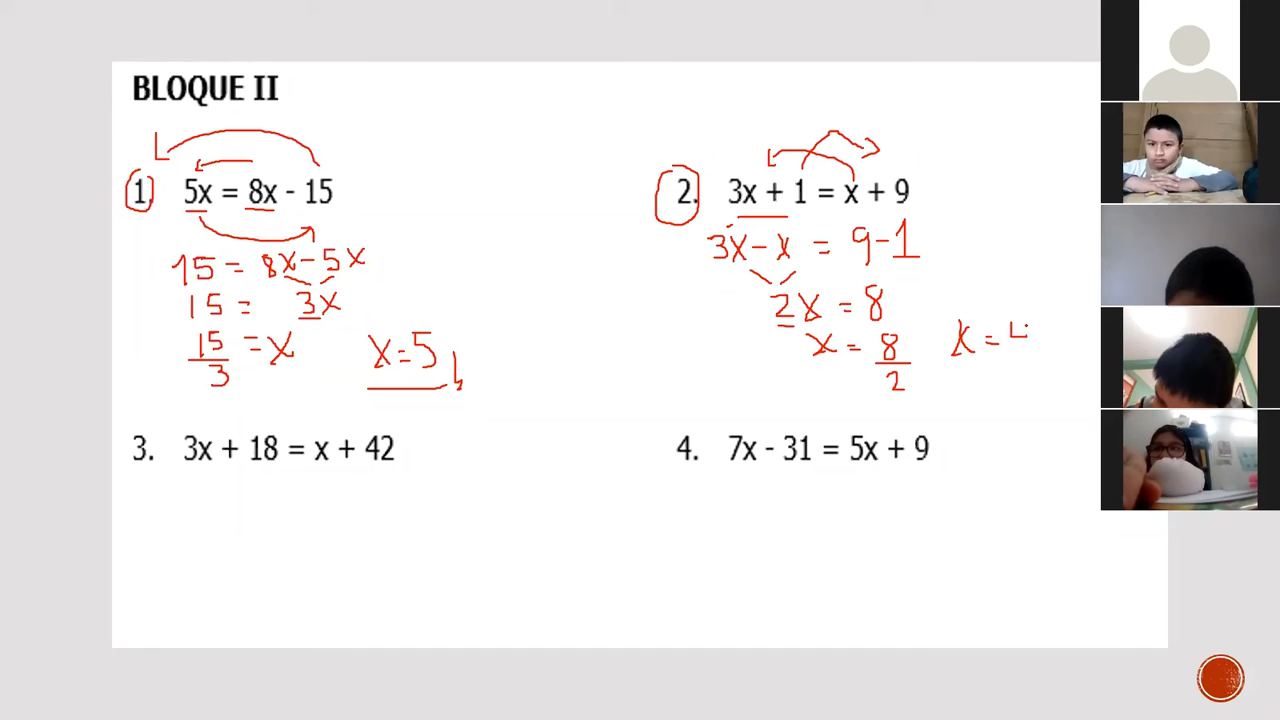 BLOQUE II
1. 5x = 8x - 15
15 = 8x - 5x
15 = 3x
15/3 = x
x = 5
2. 3x + 1 = x + 9
3x - x = 9 - 1
2x = 8
x = 8/2
x = 4
3. 3x + 18 = x + 42
4. 7x - 31 = 5x + 9